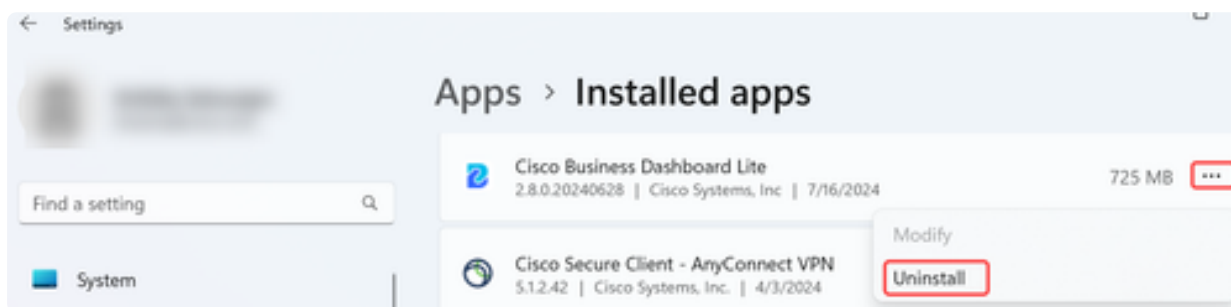 Settings
Apps > Installed apps
Cisco Business Dashboard Lite
2.8.0.20240628 | Cisco Systems, Inc | 7/16/2024
725 MB
Find a setting
Modify
System
Cisco Secure Client - AnyConnect VPN
5.1.2.42 | Cisco Systems, Inc. | 4/3/2024
Uninstall